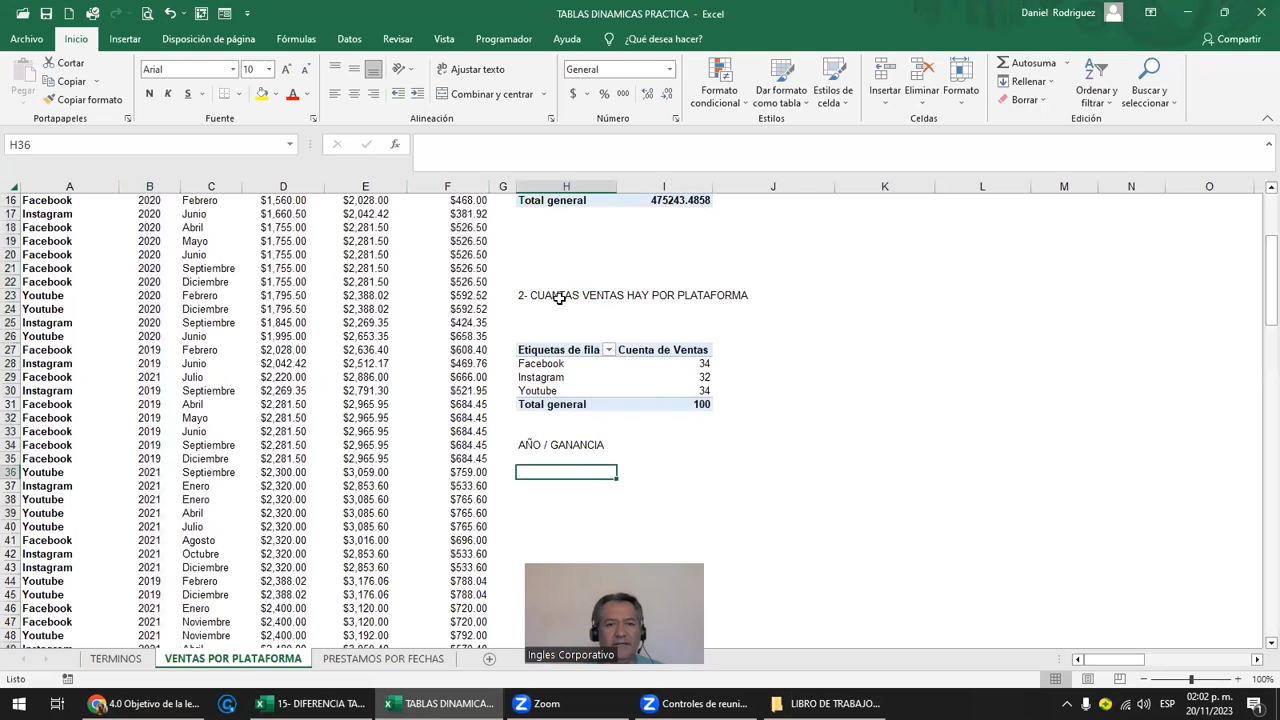 TABLAS DINAMICAS PRACTICA - Excel
Daniel Rodriguez
Archivo Inicio Insertar Disposición de página Fórmulas Datos Revisar Vista Programador Ayuda ¿Qué desea hacer? Compartir
Pegar
Cortar
Copiar
Copiar formato
Portapapeles
Arial 10
N K S
Fuente
Ajustar texto
Combinar y centrar
Alineación
General
$ % 000
Número
Formato condicional
Dar formato como tabla
Estilos de celda
Estilos
Insertar Eliminar Formato
Celdas
Autosuma
Rellenar
Borrar
Ordenar y filtrar
Buscar y seleccionar
Edición
H36
A B C D E F G H I J K L M N O
16 Facebook 2020 Febrero $1,560.00 $2,028.00 $468.00 Total general 475243.4858
17 Instagram 2020 Junio $1,660.50 $2,042.42 $381.92
18 Facebook 2020 Abril $1,755.00 $2,281.50 $526.50
19 Facebook 2020 Mayo $1,755.00 $2,281.50 $526.50
20 Facebook 2020 Junio $1,755.00 $2,281.50 $526.50
21 Facebook 2020 Septiembre $1,755.00 $2,281.50 $526.50
22 Facebook 2020 Diciembre $1,755.00 $2,281.50 $526.50
23 Youtube 2020 Febrero $1,795.50 $2,388.02 $592.52 2- CUANTAS VENTAS HAY POR PLATAFORMA
24 Youtube 2020 Diciembre $1,795.50 $2,388.02 $592.52
25 Instagram 2020 Septiembre $1,845.00 $2,269.35 $424.35
26 Youtube 2020 Junio $1,995.00 $2,653.35 $658.35
27 Facebook 2019 Febrero $2,028.00 $2,636.40 $608.40 Etiquetas de fila Cuenta de Ventas
28 Instagram 2019 Junio $2,042.42 $2,512.17 $469.76 Facebook 34
29 Facebook 2021 Julio $2,220.00 $2,886.00 $666.00 Instagram 32
30 Instagram 2019 Septiembre $2,269.35 $2,791.30 $521.95 Youtube 34
31 Facebook 2019 Abril $2,281.50 $2,965.95 $684.45 Total general 100
32 Facebook 2019 Mayo $2,281.50 $2,965.95 $684.45
33 Facebook 2019 Junio $2,281.50 $2,965.95 $684.45
34 Facebook 2019 Septiembre $2,281.50 $2,965.95 $684.45 AÑO / GANANCIA
35 Facebook 2019 Diciembre $2,281.50 $2,965.95 $684.45
36 Youtube 2021 Septiembre $2,300.00 $3,059.00 $759.00
37 Instagram 2021 Enero $2,320.00 $2,853.60 $533.60
38 Youtube 2021 Enero $2,320.00 $3,085.60 $765.60
39 Youtube 2021 Abril $2,320.00 $3,085.60 $765.60
40 Youtube 2021 Julio $2,320.00 $3,085.60 $765.60
41 Facebook 2021 Agosto $2,320.00 $3,016.00 $696.00
42 Instagram 2021 Octubre $2,320.00 $2,853.60 $533.60
43 Instagram 2021 Diciembre $2,320.00 $2,853.60 $533.60
44 Youtube 2019 Febrero $2,388.02 $3,176.06 $788.04
45 Youtube 2019 Diciembre $2,388.02 $3,176.06 $788.04
46 Facebook 2021 Enero $2,400.00 $3,120.00 $720.00
47 Facebook 2021 Noviembre $2,400.00 $3,120.00 $720.00
48 Youtube 2021 Noviembre $2,400.00 $3,192.00 $792.00
Ingles Corporativo
TERMINOS VENTAS POR PLATAFORMA PRESTAMOS POR FECHAS
Listo
100%
4.0 Objetivo de la le... 15- DIFERENCIA TA... TABLAS DINAMICA... Zoom Controles de reuni... LIBRO DE TRABAJO...
02:02 p. m.
20/11/2023